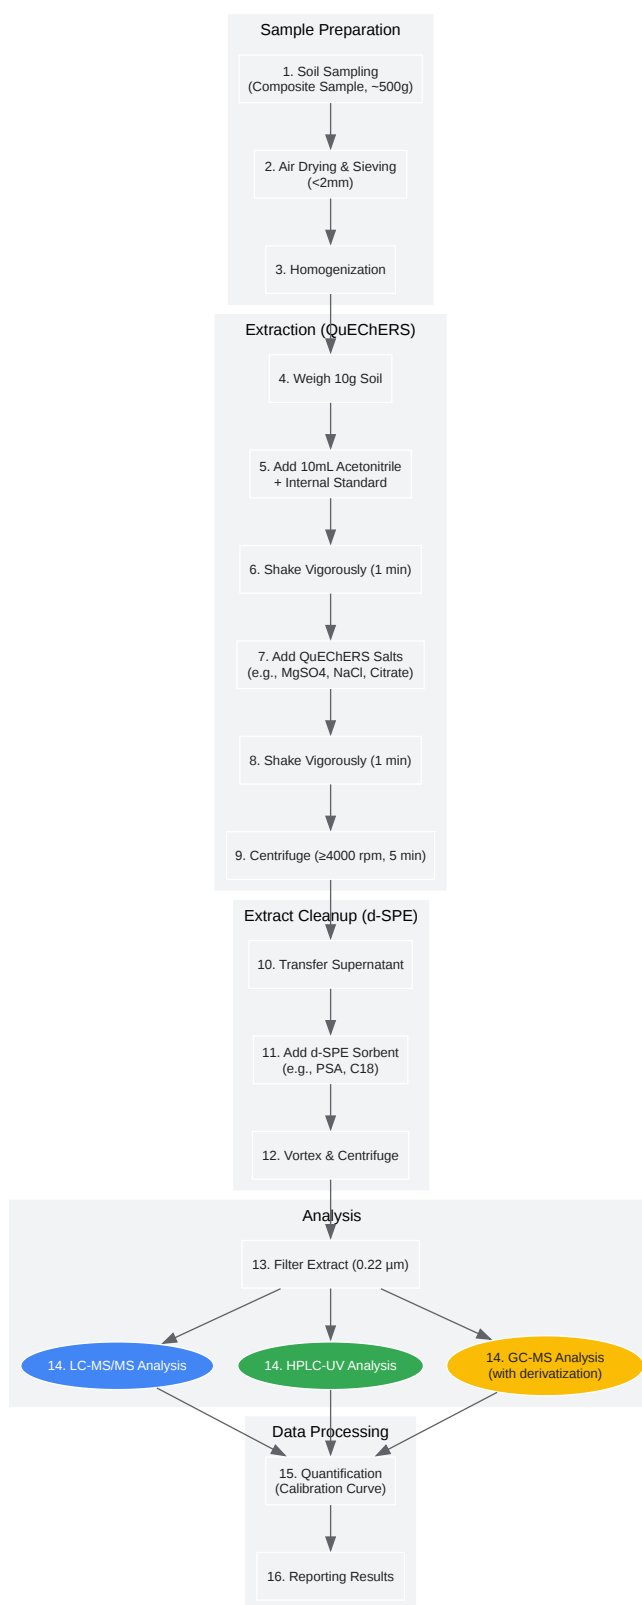 Sample Preparation
1. Soil Sampling
(Composite Sample, ~500g)
2. Air Drying & Sieving
(<2mm)
3. Homogenization
Extraction (QuEChERS)
4. Weigh 10g Soil
5. Add 10mL Acetonitrile
+ Internal Standard
6. Shake Vigorously (1 min)
7. Add QuEChERS Salts
(e.g., MgSO4, NaCl, Citrate)
8. Shake Vigorously (1 min)
9. Centrifuge (≥4000 rpm, 5 min)
Extract Cleanup (d-SPE)
10. Transfer Supernatant
11. Add d-SPE Sorbent
(e.g., PSA, C18)
12. Vortex & Centrifuge
Analysis
13. Filter Extract (0.22 µm)
14. LC-MS/MS Analysis
14. HPLC-UV Analysis
14. GC-MS Analysis
(with derivatization)
Data Processing
15. Quantification
(Calibration Curve)
16. Reporting Results